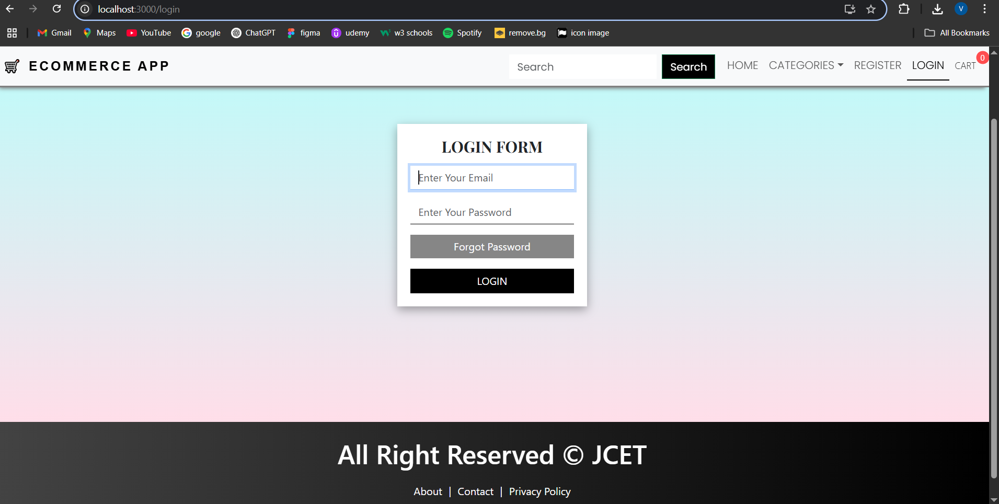 localhost:3000/login
V
Gmail Maps YouTube google ChatGPT figma udemy w3 schools Spotify remove.bg icon image All Bookmarks
ECOMMERCE APP Search Search HOME CATEGORIES REGISTER LOGIN CART 0
LOGIN FORM
Enter Your Email
Enter Your Password
Forgot Password
LOGIN
All Right Reserved © JCET
About | Contact | Privacy Policy